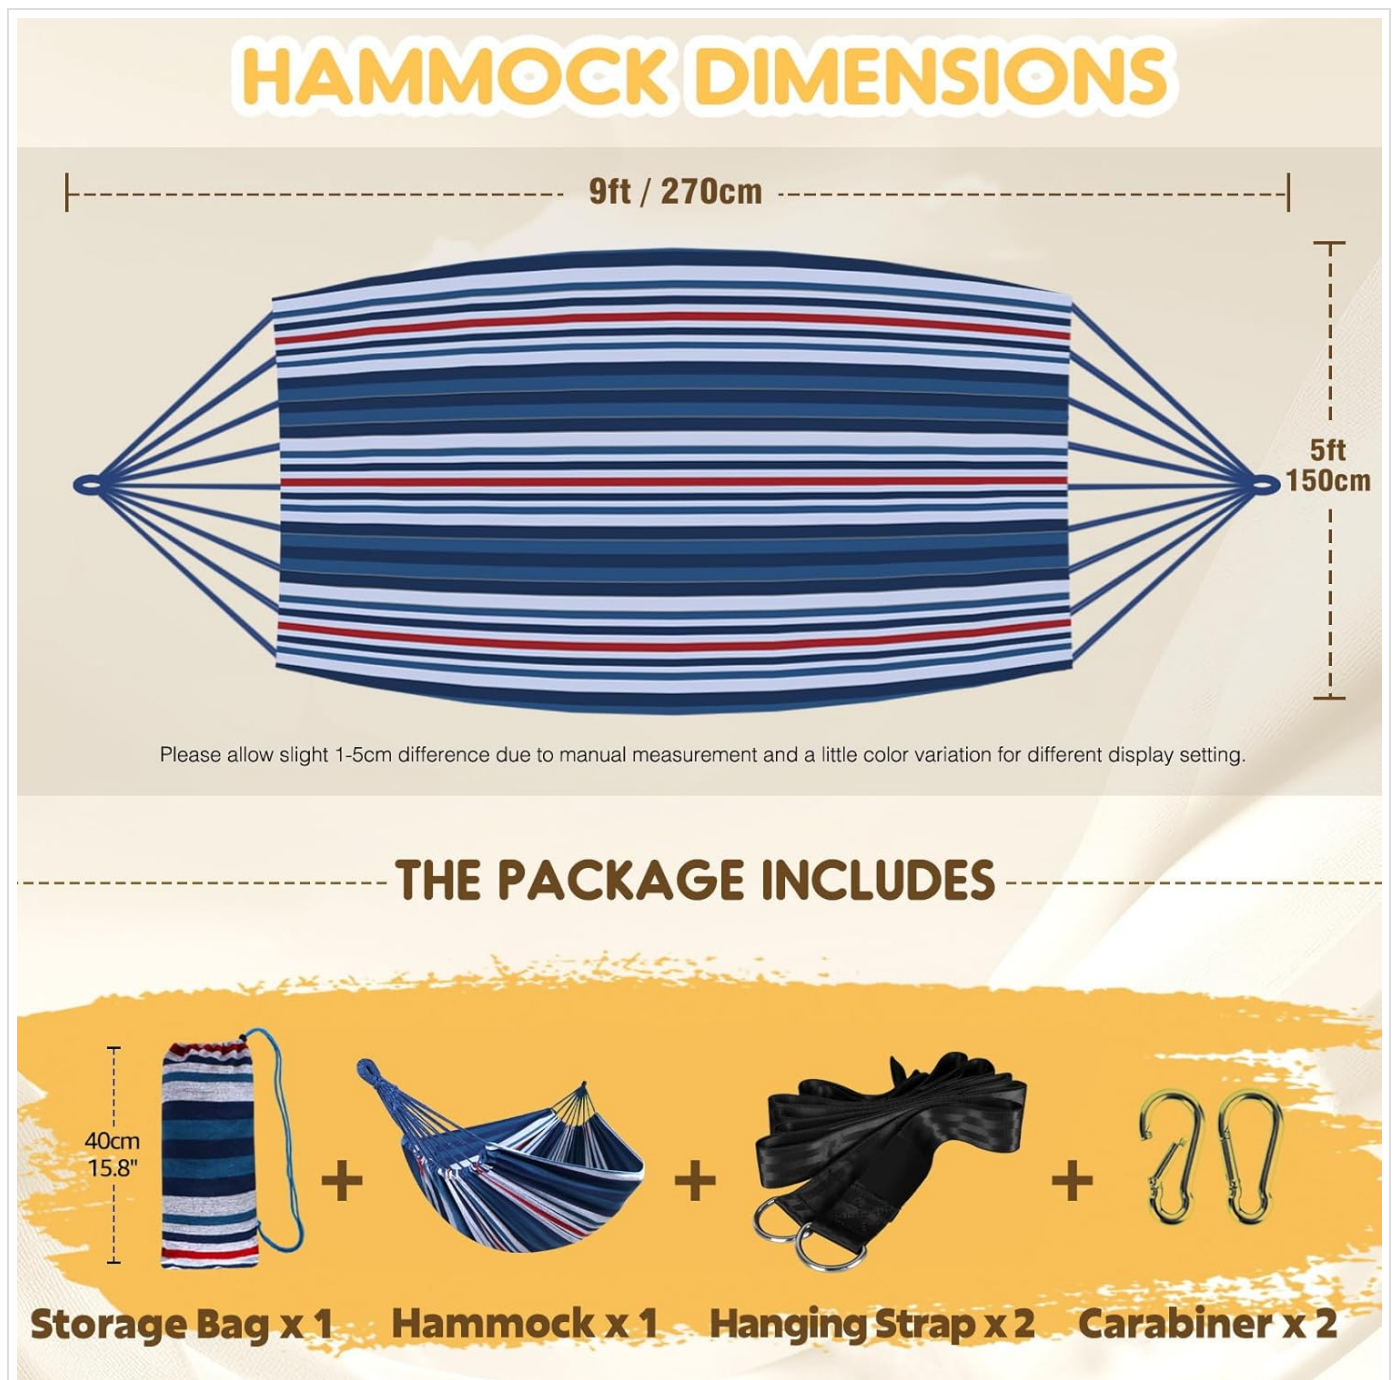 HAMMOCK DIMENSIONS
9ft / 270cm
5ft
150cm
Please allow slight 1-5cm difference due to manual measurement and a little color variation for different display setting.
THE PACKAGE INCLUDES
40cm
15.8"
+ + +
Storage Bag x 1 Hammock x 1 Hanging Strap x 2 Carabiner x 2